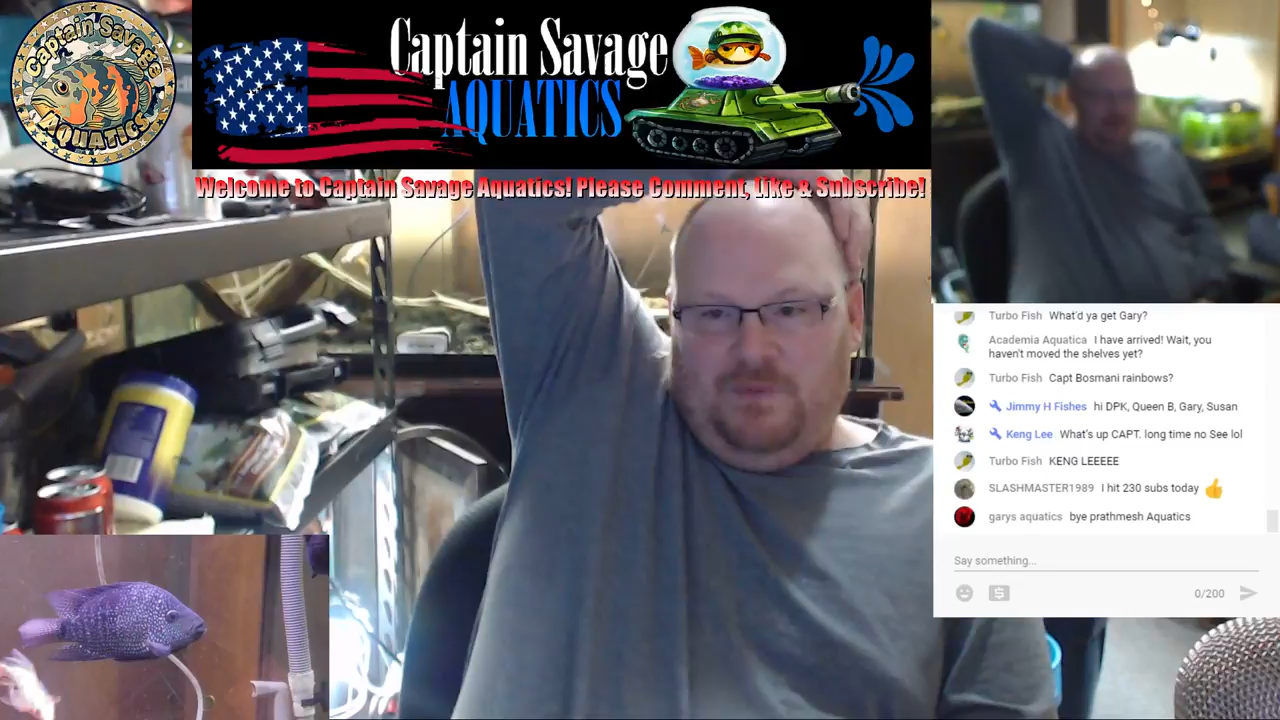 Captain Savage
AQUATICS
Captain Savage
AQUATICS
Welcome to Captain Savage Aquatics! Please Comment, Like & Subscribe!
Turbo Fish What'd ya get Gary?
Academia Aquatica I have arrived! Wait, you
haven't moved the shelves yet?
Turbo Fish Capt Bosmani rainbows?
Jimmy H Fishes hi DPK, Queen B, Gary, Susan
Keng Lee What's up CAPT. long time no See lol
Turbo Fish KENG LEEEEE
SLASHMASTER1989 I hit 230 subs today 👍
garys aquatics bye prathmesh Aquatics
Say something...
0/200